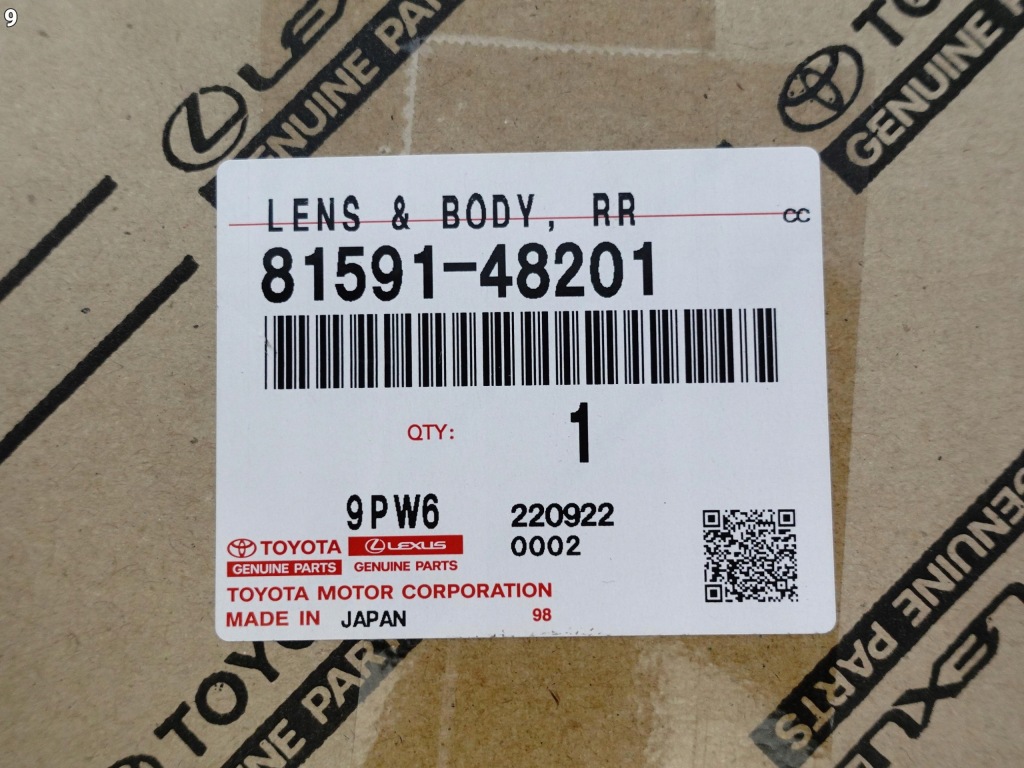 9
LEXUS
GENUINE PARTS
TOYOTA
GENUINE PARTS
LENS & BODY, RR
CC
81591-48201
QTY: 1
9PW6 220922
0002
TOYOTA LEXUS
GENUINE PARTS GENUINE PARTS
TOYOTA MOTOR CORPORATION
MADE IN JAPAN 98
TOYOTA
GENUINE PARTS
GENUINE PARTS
LEXUS